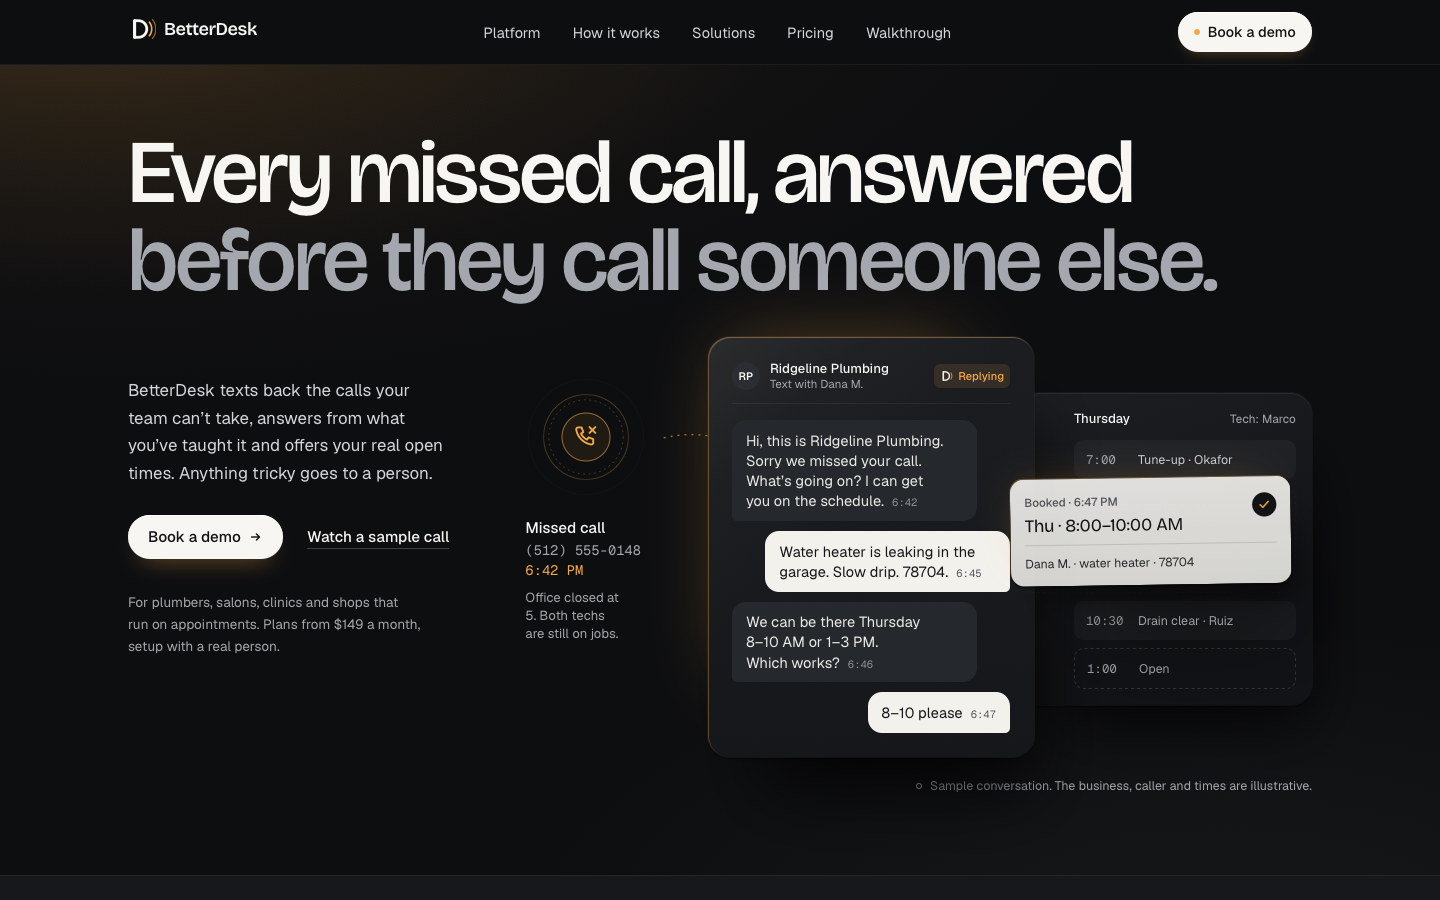 BetterDesk
Platform
How it works
Solutions
Pricing
Walkthrough
Book a demo
Every missed call, answered
before they call someone else.
BetterDesk texts back the calls your
team can’t take, answers from what
you’ve taught it and offers your real open
times. Anything tricky goes to a person.
Book a demo →
Watch a sample call
For plumbers, salons, clinics and shops that
run on appointments. Plans from $149 a month,
setup with a real person.
Missed call
(512) 555-0148
6:42 PM
Office closed at
5. Both techs
are still on jobs.
RP
Ridgeline Plumbing
Text with Dana M.
Replying
Hi, this is Ridgeline Plumbing.
Sorry we missed your call.
What’s going on? I can get
you on the schedule. 6:42
Water heater is leaking in the
garage. Slow drip. 78704. 6:45
We can be there Thursday
8–10 AM or 1–3 PM.
Which works? 6:46
8–10 please 6:47
Thursday
Tech: Marco
7:00 Tune-up · Okafor
Booked · 6:47 PM
Thu · 8:00–10:00 AM
Dana M. · water heater · 78704
10:30 Drain clear · Ruiz
1:00 Open
Sample conversation. The business, caller and times are illustrative.